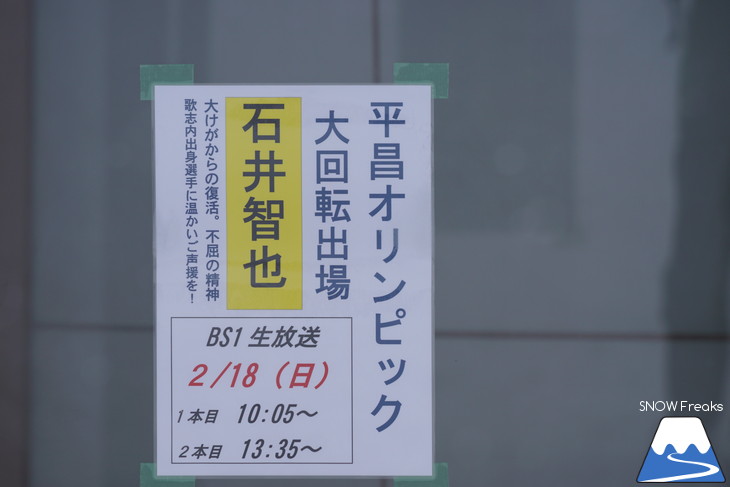 平昌オリンピック
大回転出場
石井智也
大けがからの復活。不屈の精神
歌志内出身選手に温かいご声援を！
BS1 生放送
2/18（日）
1本目 10:05～
2本目 13:35～
SNOW Freaks